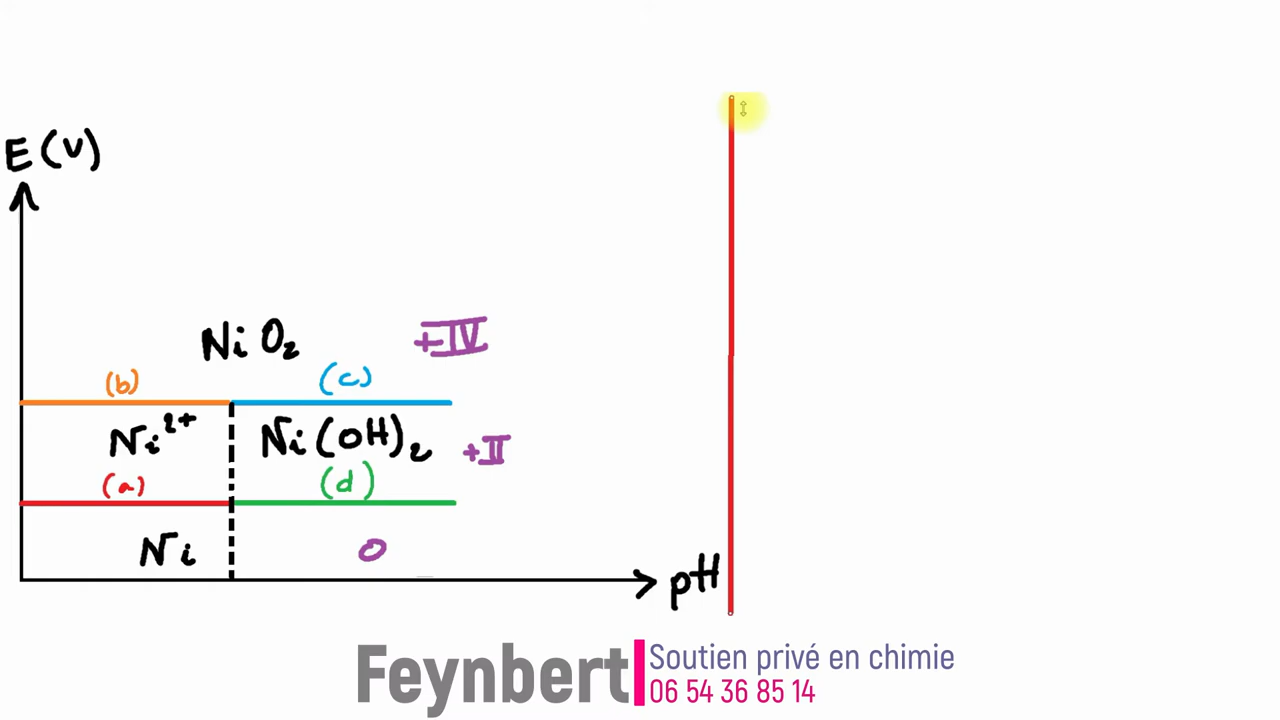 E (V)
NiO₂ +IV
(b) (c)
Ni²⁺ Ni(OH)₂ +II
(a) (d)
Ni 0
pH
Feynbert Soutien privé en chimie
06 54 36 85 14